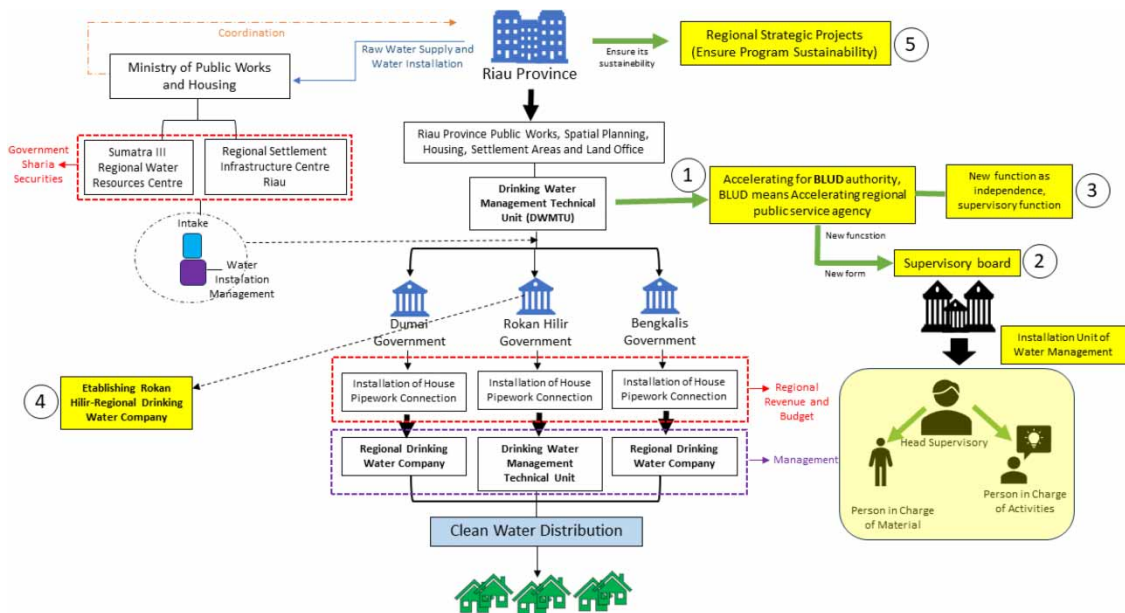 Coordination
Raw Water Supply and
Water Installation
Ministry of Public Works
and Housing
Government
Sharia
Securities
Sumatra III
Regional Water
Resources Centre
Regional Settlement
Infrastructure Centre
Riau
Intake
Water
Instalation
Management
Riau Province
Ensure its
sustainebility
Regional Strategic Projects
(Ensure Program Sustainability)
5
Riau Province Public Works, Spatial Planning,
Housing, Settlement Areas and Land Office
Drinking Water
Management Technical
Unit (DWMTU)
1
Accelerating for BLUD authority,
BLUD means Accelerating regional
public service agency
New function as
independence,
supervisory function
3
New funcstion
New form
Supervisory board
2
Installation Unit of
Water Management
Head Supervisory
Person in Charge
of Material
Person in Charge
of Activities
Dumai
Government
Rokan Hilir
Government
Bengkalis
Government
4
Etablishing Rokan
Hilir-Regional Drinking
Water Company
Installation of House
Pipework Connection
Installation of House
Pipework Connection
Installation of House
Pipework Connection
Regional
Revenue and
Budget
Regional Drinking
Water Company
Drinking Water
Management
Technical Unit
Regional Drinking
Water Company
Management
Clean Water Distribution